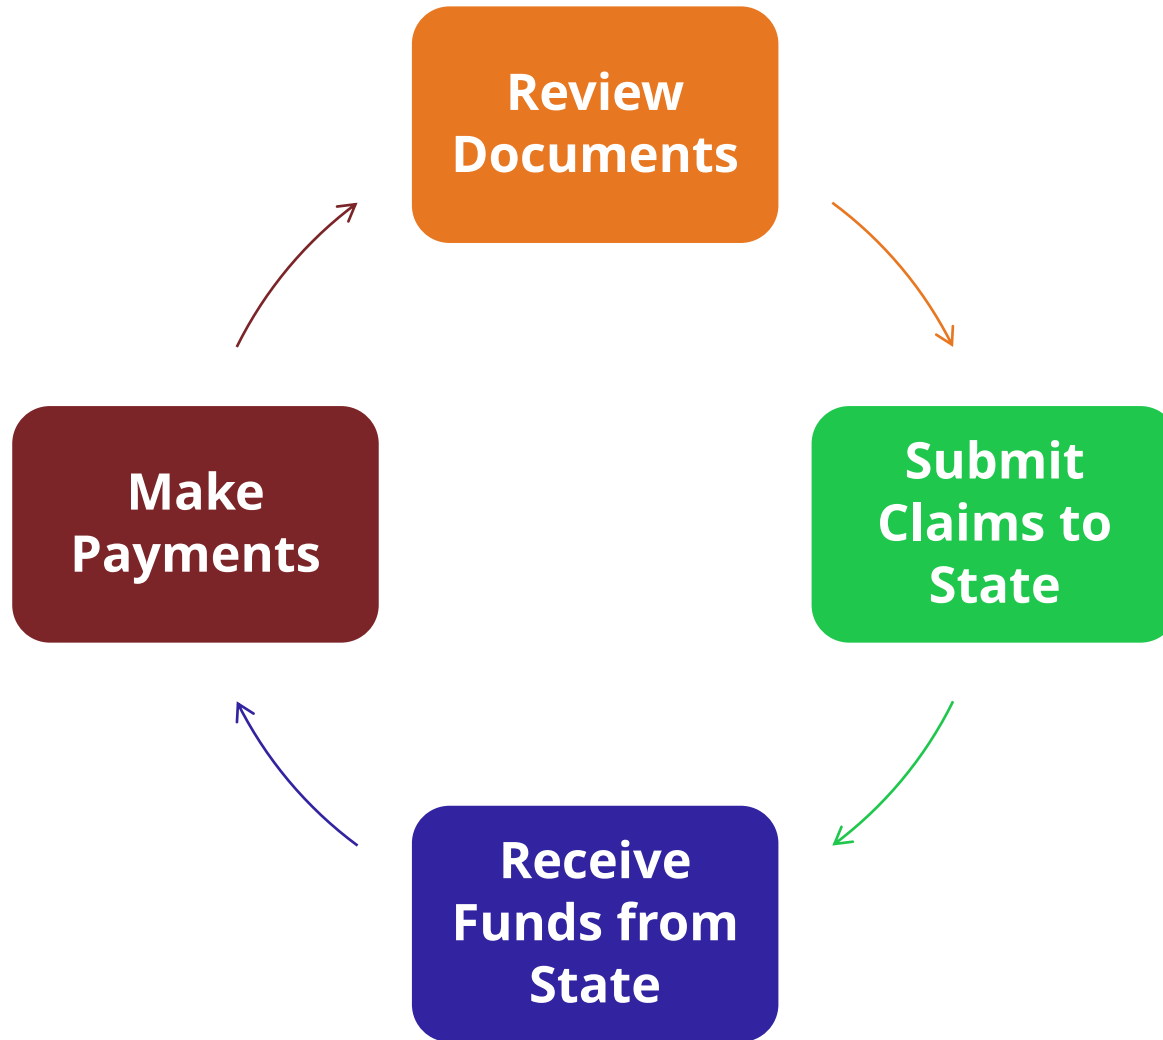 Review
Documents
Submit
Claims to
State
Receive
Funds from
State
Make
Payments